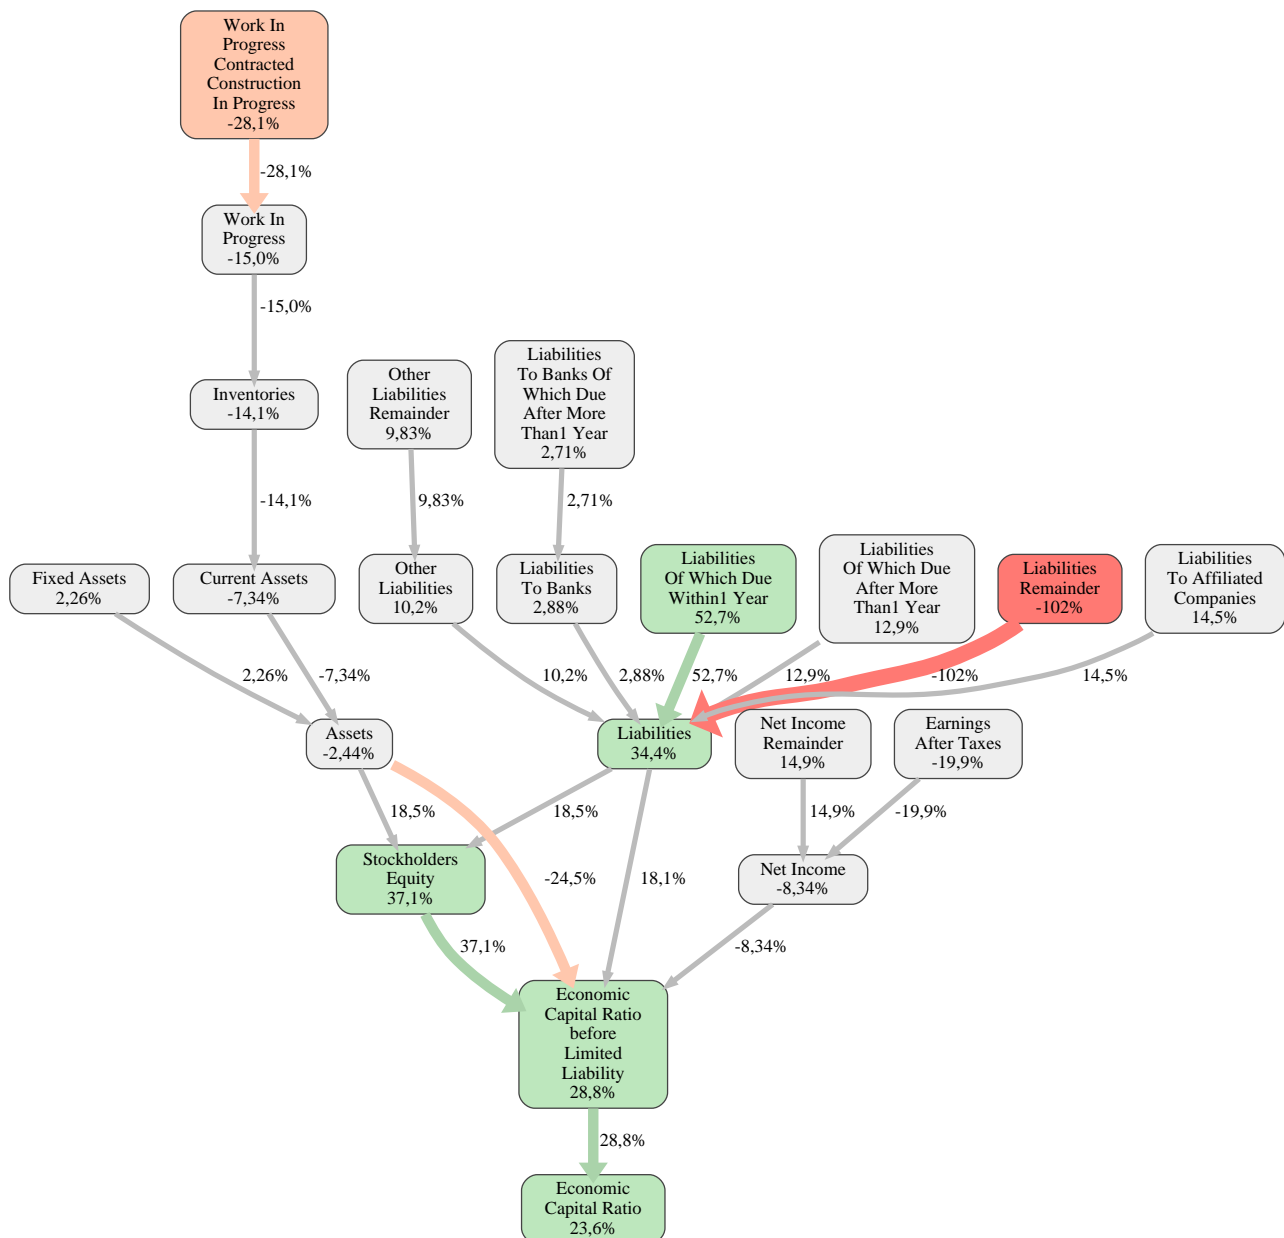 Work In
Progress
Contracted
Construction
In Progress
-28,1%
-28,1%
Work In
Progress
-15,0%
-15,0%
Inventories
-14,1%
Other
Liabilities
Remainder
9,83%
Liabilities
To Banks Of
Which Due
After More
Than1 Year
2,71%
-14,1%
9,83%
2,71%
Fixed Assets
2,26%
Current Assets
-7,34%
Other
Liabilities
10,2%
Liabilities
To Banks
2,88%
Liabilities
Of Which Due
Within1 Year
52,7%
Liabilities
Of Which Due
After More
Than1 Year
12,9%
Liabilities
Remainder
-102%
Liabilities
To Affiliated
Companies
14,5%
2,26%
-7,34%
10,2%
2,88%
52,7%
12,9%
-102%
14,5%
Assets
-2,44%
Liabilities
34,4%
Net Income
Remainder
14,9%
Earnings
After Taxes
-19,9%
18,5%
18,5%
14,9%
-19,9%
Stockholders
Equity
37,1%
-24,5%
18,1%
Net Income
-8,34%
37,1%
-8,34%
Economic
Capital Ratio
before
Limited
Liability
28,8%
28,8%
Economic
Capital Ratio
23,6%